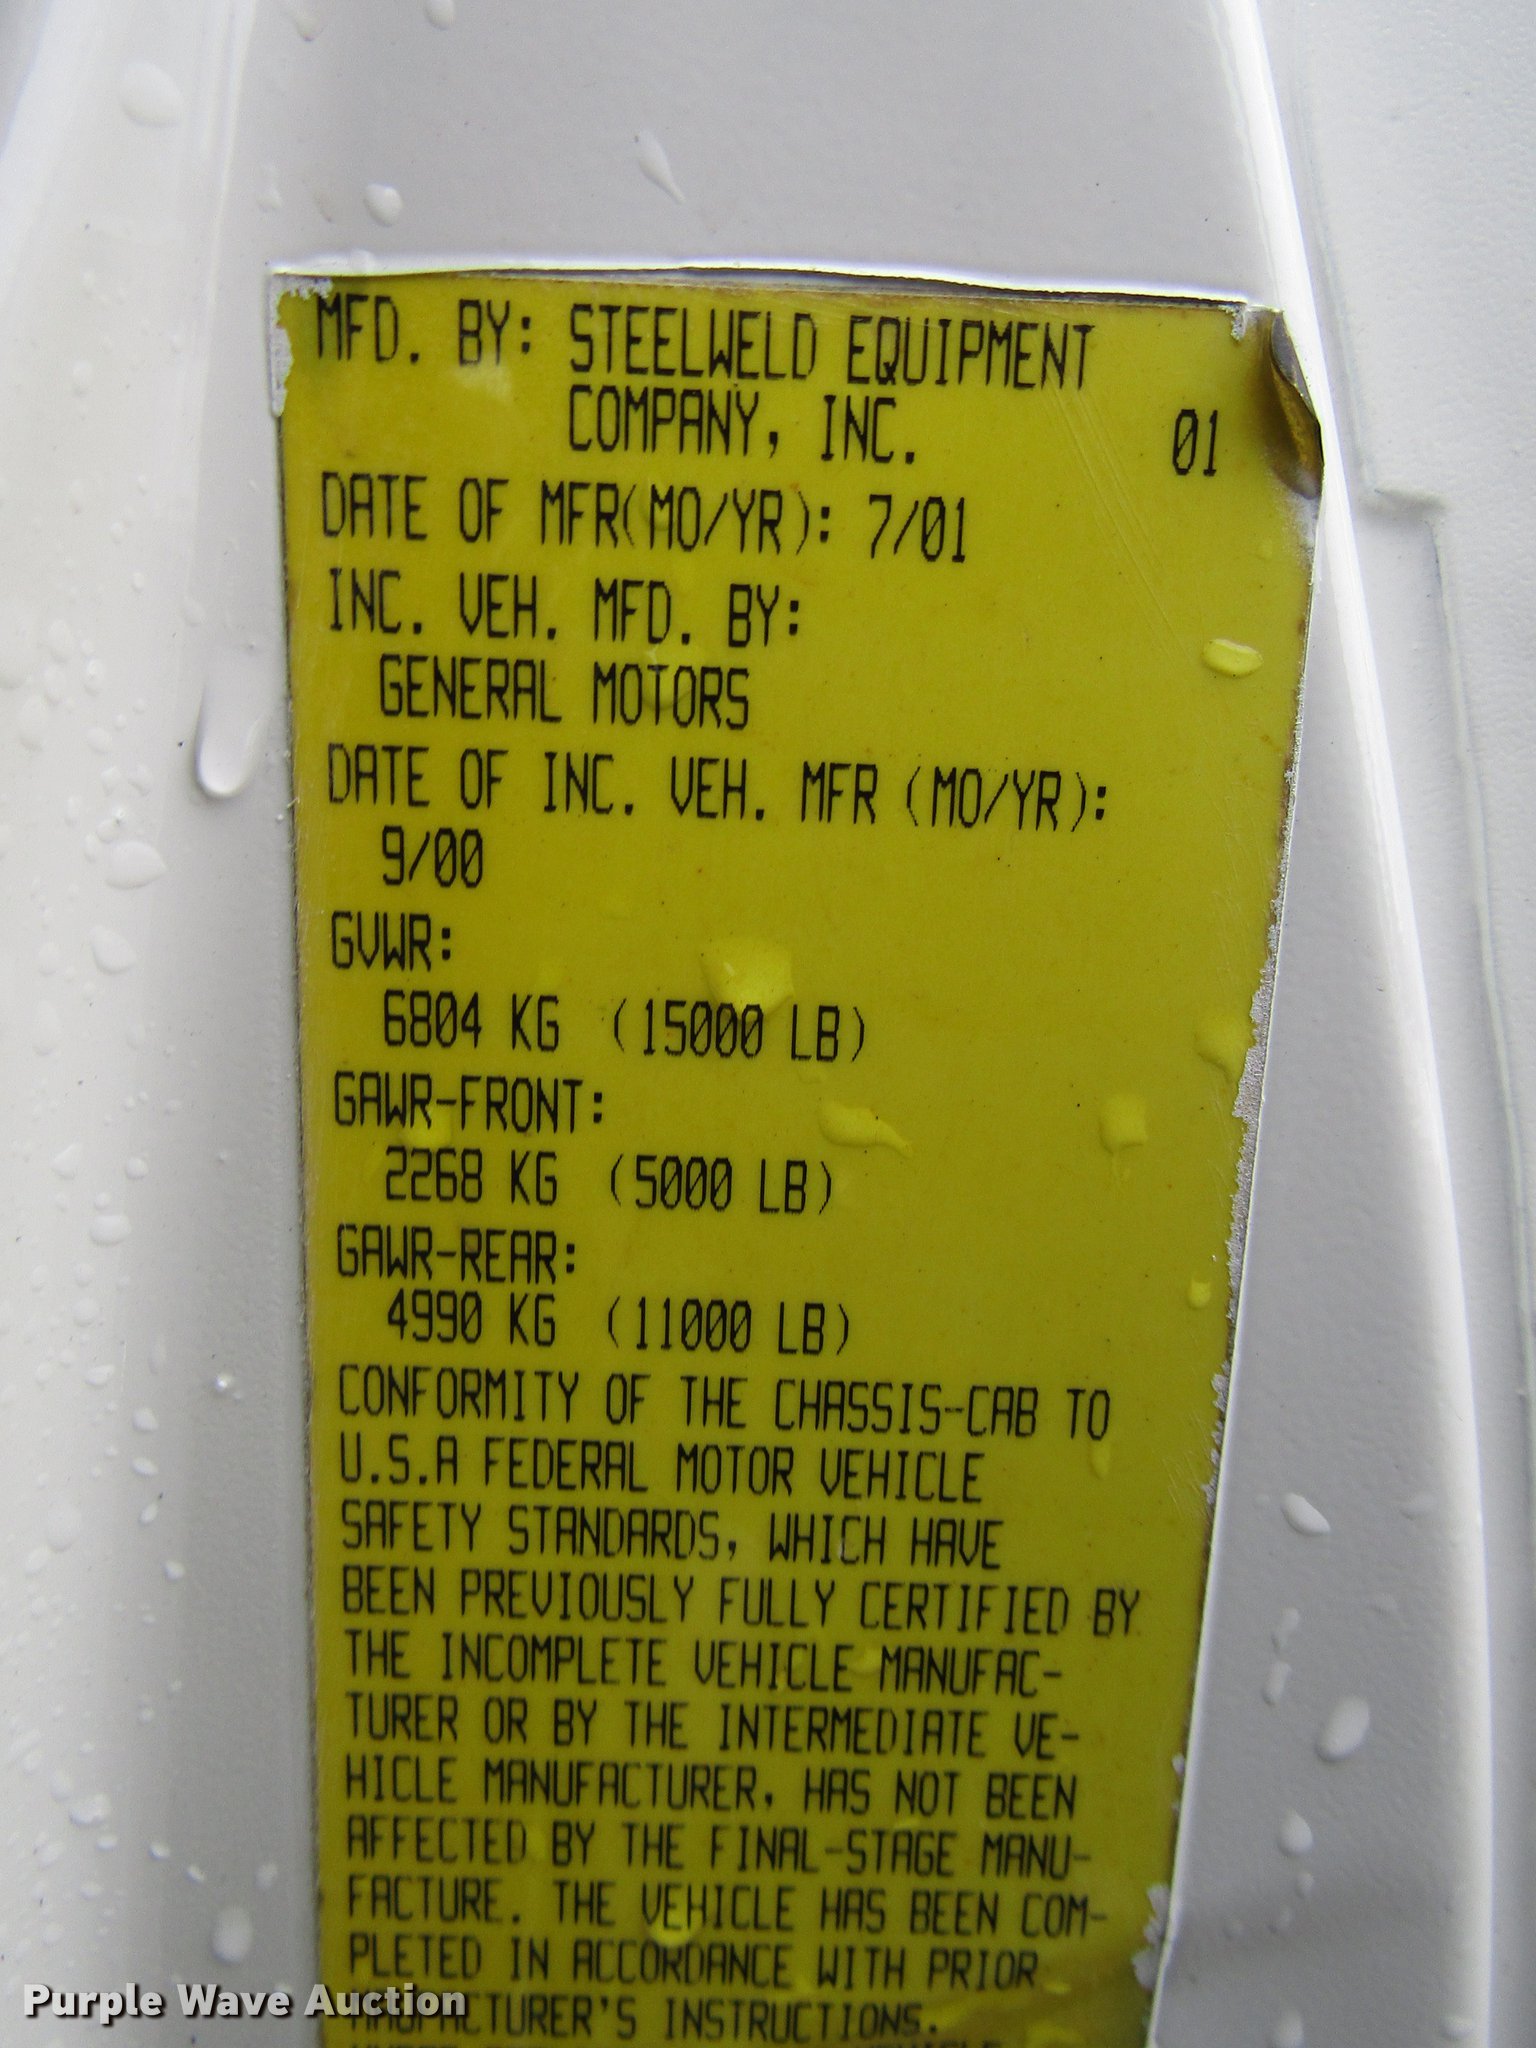 MFD. BY: STEELWELD EQUIPMENT
COMPANY, INC. 01
DATE OF MFR(MO/YR): 7/01
INC. VEH. MFD. BY:
GENERAL MOTORS
DATE OF INC. VEH. MFR (MO/YR):
9/00
GVWR:
6804 KG (15000 LB)
GAWR-FRONT:
2268 KG (5000 LB)
GAWR-REAR:
4990 KG (11000 LB)
CONFORMITY OF THE CHASSIS-CAB TO
U.S.A FEDERAL MOTOR VEHICLE
SAFETY STANDARDS, WHICH HAVE
BEEN PREVIOUSLY FULLY CERTIFIED BY
THE INCOMPLETE VEHICLE MANUFAC-
TURER OR BY THE INTERMEDIATE VE-
HICLE MANUFACTURER, HAS NOT BEEN
AFFECTED BY THE FINAL-STAGE MANU-
FACTURE. THE VEHICLE HAS BEEN COM-
PLETED IN ACCORDANCE WITH PRIOR
INSTRUCTIONS.
Purple Wave Auction